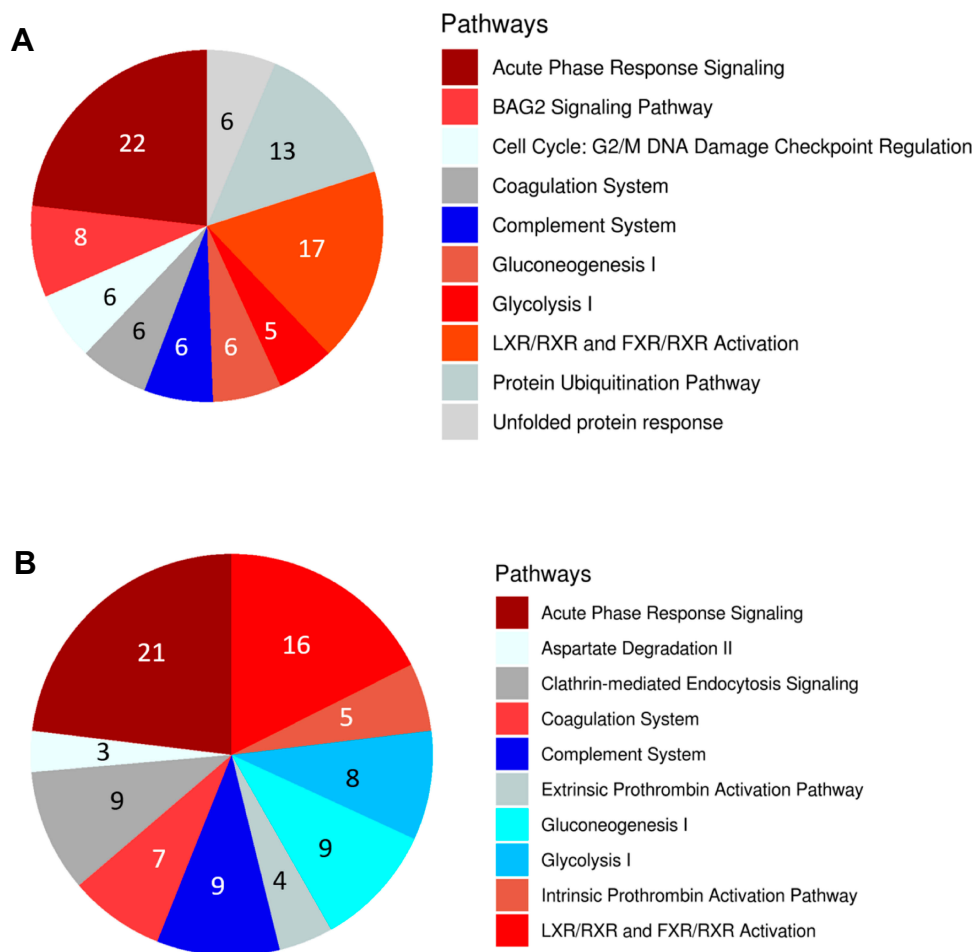 A
Pathways
Acute Phase Response Signaling
BAG2 Signaling Pathway
Cell Cycle: G2/M DNA Damage Checkpoint Regulation
Coagulation System
Complement System
Gluconeogenesis I
Glycolysis I
LXR/RXR and FXR/RXR Activation
Protein Ubiquitination Pathway
Unfolded protein response
6
13
22
17
8
6
6
6
6
5
B
Pathways
Acute Phase Response Signaling
Aspartate Degradation II
Clathrin-mediated Endocytosis Signaling
Coagulation System
Complement System
Extrinsic Prothrombin Activation Pathway
Gluconeogenesis I
Glycolysis I
Intrinsic Prothrombin Activation Pathway
LXR/RXR and FXR/RXR Activation
21
16
5
3
8
9
7
9
4
9